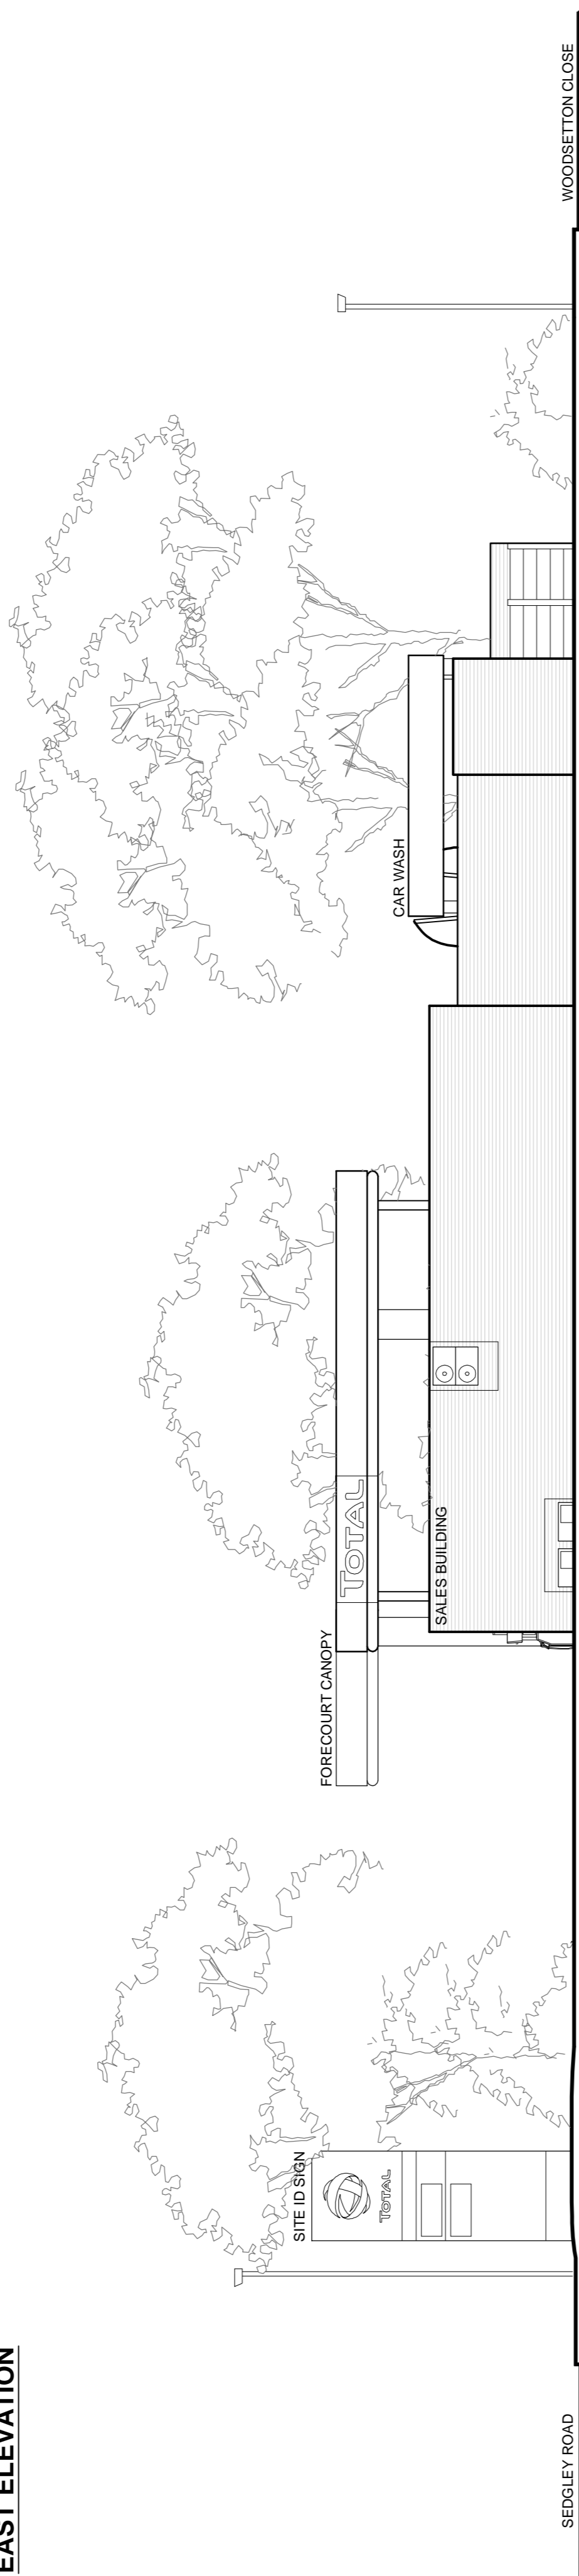 EAST ELEVATION
SEDGLEY ROAD
SITE ID SIGN
TOTAL
FORECOURT CANOPY
TOTAL
SALES BUILDING
CAR WASH
WOODSETTON CLOSE